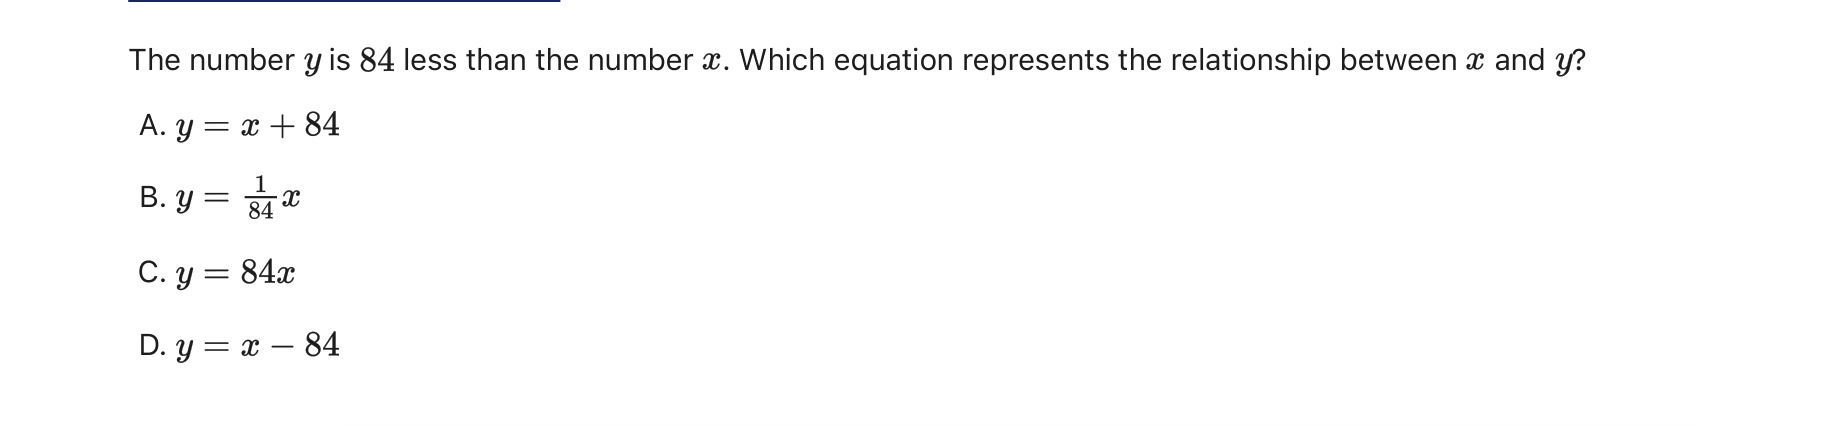 The number y is 84 less than the number x. Which equation represents the relationship between x and y?
A. y = x + 84
B. y = 1/84 x
C. y = 84x
D. y = x − 84